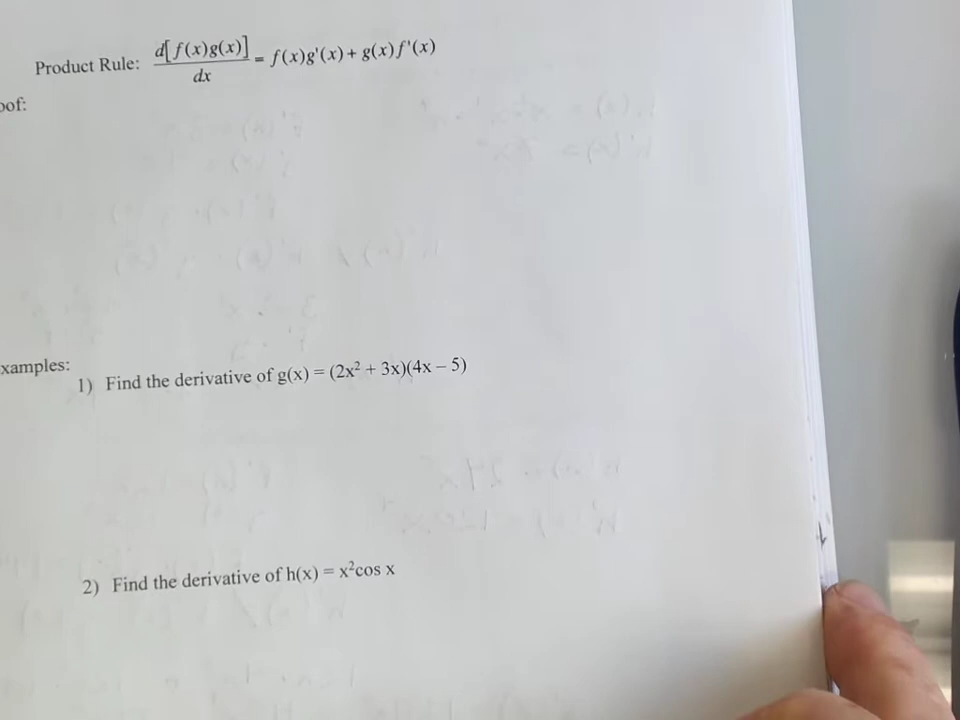 Product Rule: d[f(x)g(x)]/dx = f(x)g'(x) + g(x)f'(x)
oof:
xamples:
1) Find the derivative of g(x) = (2x² + 3x)(4x – 5)
2) Find the derivative of h(x) = x²cos x